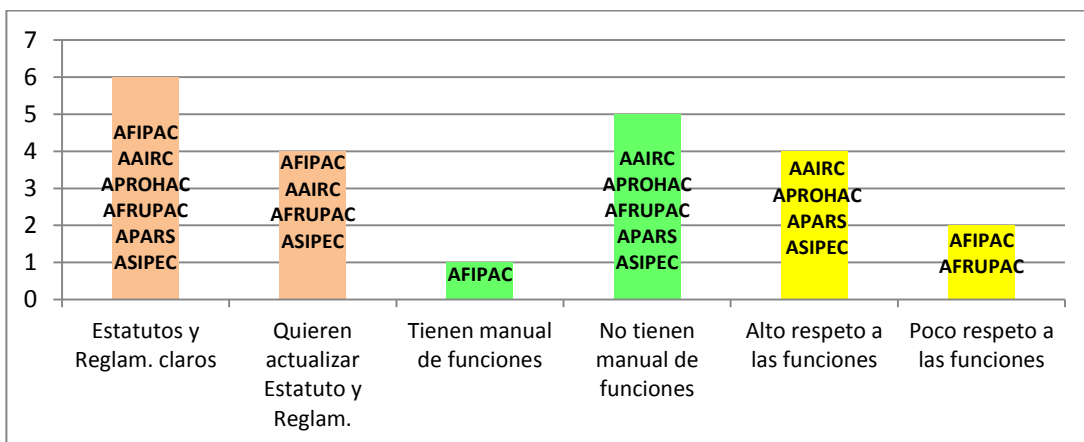 7
6
5
4
3
2
1
0
AFIPAC
AAIRC
APROHAC
AFRUPAC
APARS
ASIPEC
AFIPAC
AAIRC
AFRUPAC
ASIPEC
AFIPAC
AAIRC
APROHAC
AFRUPAC
APARS
ASIPEC
AAIRC
APROHAC
APARS
ASIPEC
AFIPAC
AFRUPAC
Estatutos y
Reglam. claros
Quieren
actualizar
Estatuto y
Reglam.
Tienen manual
de funciones
No tienen
manual de
funciones
Alto respeto a
las funciones
Poco respeto a
las funciones